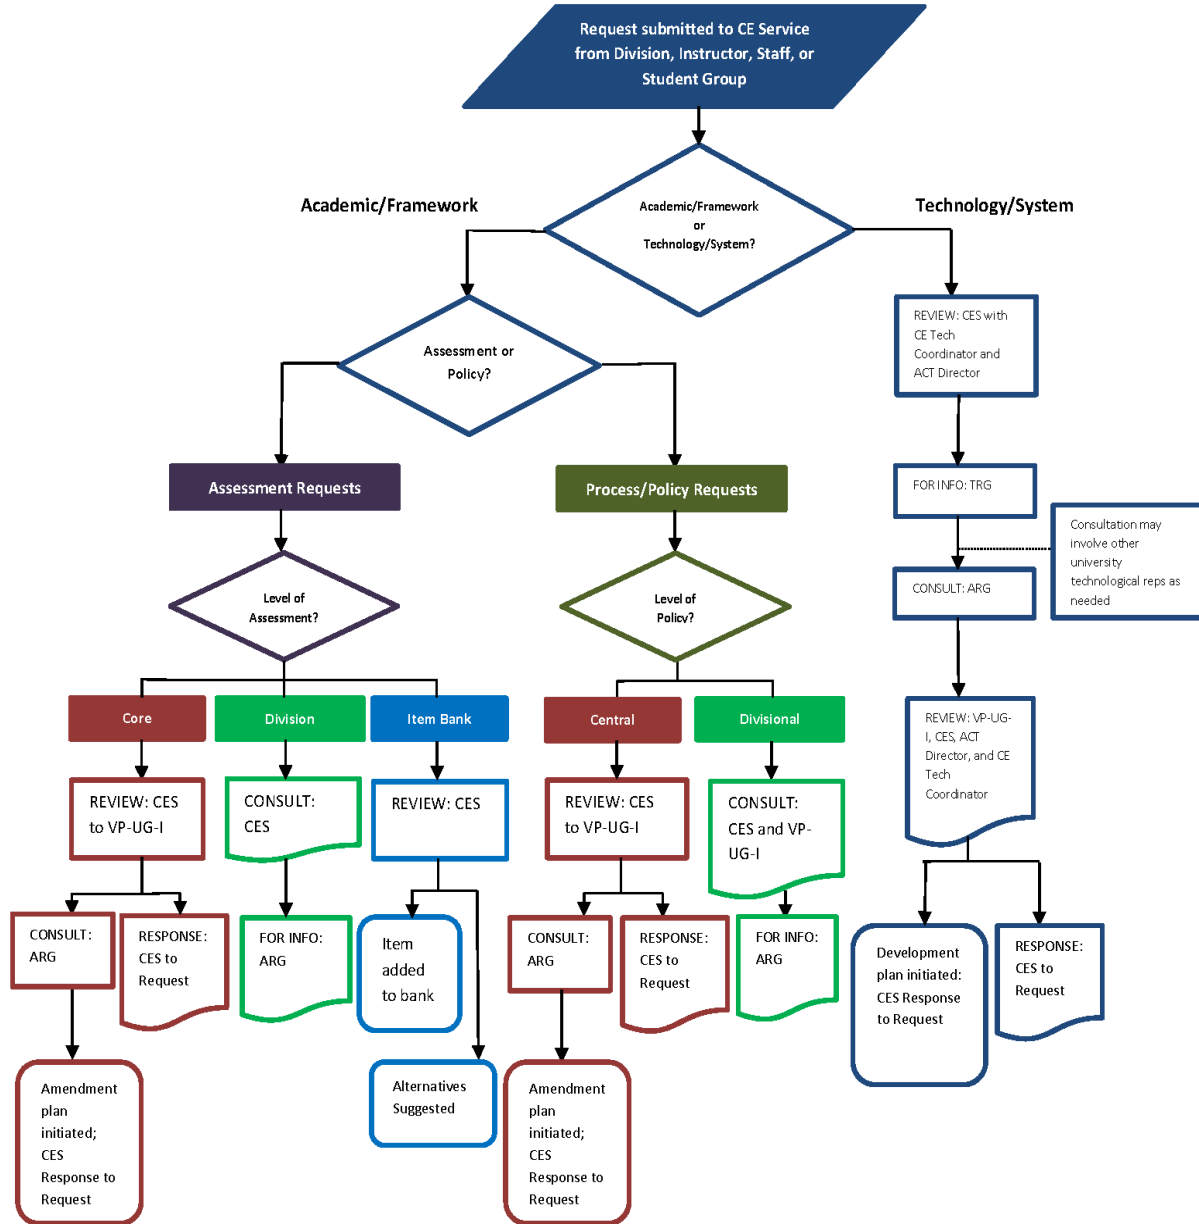 Request submitted to CE Service
from Division, Instructor, Staff, or
Student Group
Academic/Framework
Technology/System
Academic/Framework
or
Technology/System?
REVIEW: CES with
CE Tech
Coordinator and
ACT Director
Assessment or
Policy?
Assessment Requests
Process/Policy Requests
FOR INFO: TRG
Consultation may
involve other
university
technological reps as
needed
CONSULT: ARG
Level of
Assessment?
Level of
Policy?
Core
Division
Item Bank
Central
Divisional
REVIEW: VP-UG-
I, CES, ACT
Director, and CE
Tech
Coordinator
REVIEW: CES
to VP-UG-I
CONSULT:
CES
REVIEW: CES
REVIEW: CES
to VP-UG-I
CONSULT:
CES and VP-
UG-I
CONSULT:
ARG
RESPONSE:
CES to
Request
FOR INFO:
ARG
Item
added
to bank
CONSULT:
ARG
RESPONSE:
CES to
Request
FOR INFO:
ARG
Development
plan initiated:
CES Response
to Request
RESPONSE:
CES to
Request
Amendment
plan
initiated;
CES
Response to
Request
Alternatives
Suggested
Amendment
plan
initiated;
CES
Response to
Request